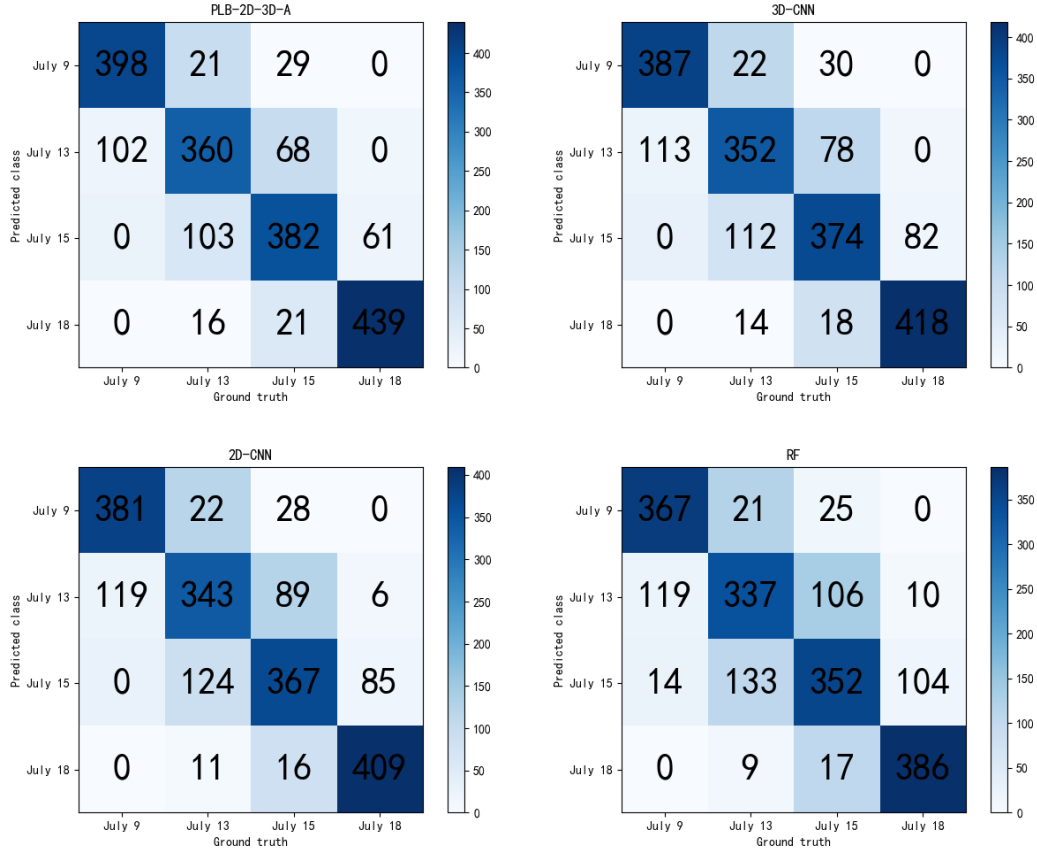 PLB-2D-3D-A
July 9 398 21 29 0
July 13 102 360 68 0
July 15 0 103 382 61
July 18 0 16 21 439
July 9 July 13 July 15 July 18
Ground truth
Predicted class
400
350
300
250
200
150
100
50
0
3D-CNN
July 9 387 22 30 0
July 13 113 352 78 0
July 15 0 112 374 82
July 18 0 14 18 418
July 9 July 13 July 15 July 18
Ground truth
Predicted class
400
350
300
250
200
150
100
50
0
2D-CNN
July 9 381 22 28 0
July 13 119 343 89 6
July 15 0 124 367 85
July 18 0 11 16 409
July 9 July 13 July 15 July 18
Ground truth
Predicted class
400
350
300
250
200
150
100
50
0
RF
July 9 367 21 25 0
July 13 119 337 106 10
July 15 14 133 352 104
July 18 0 9 17 386
July 9 July 13 July 15 July 18
Ground truth
Predicted class
350
300
250
200
150
100
50
0